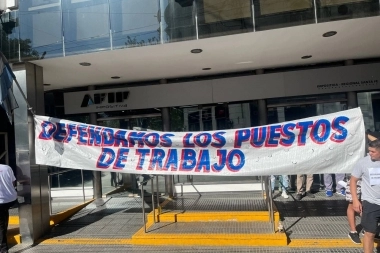 AFIP
DEFENDAMOS LOS PUESTOS
DE TRABAJO